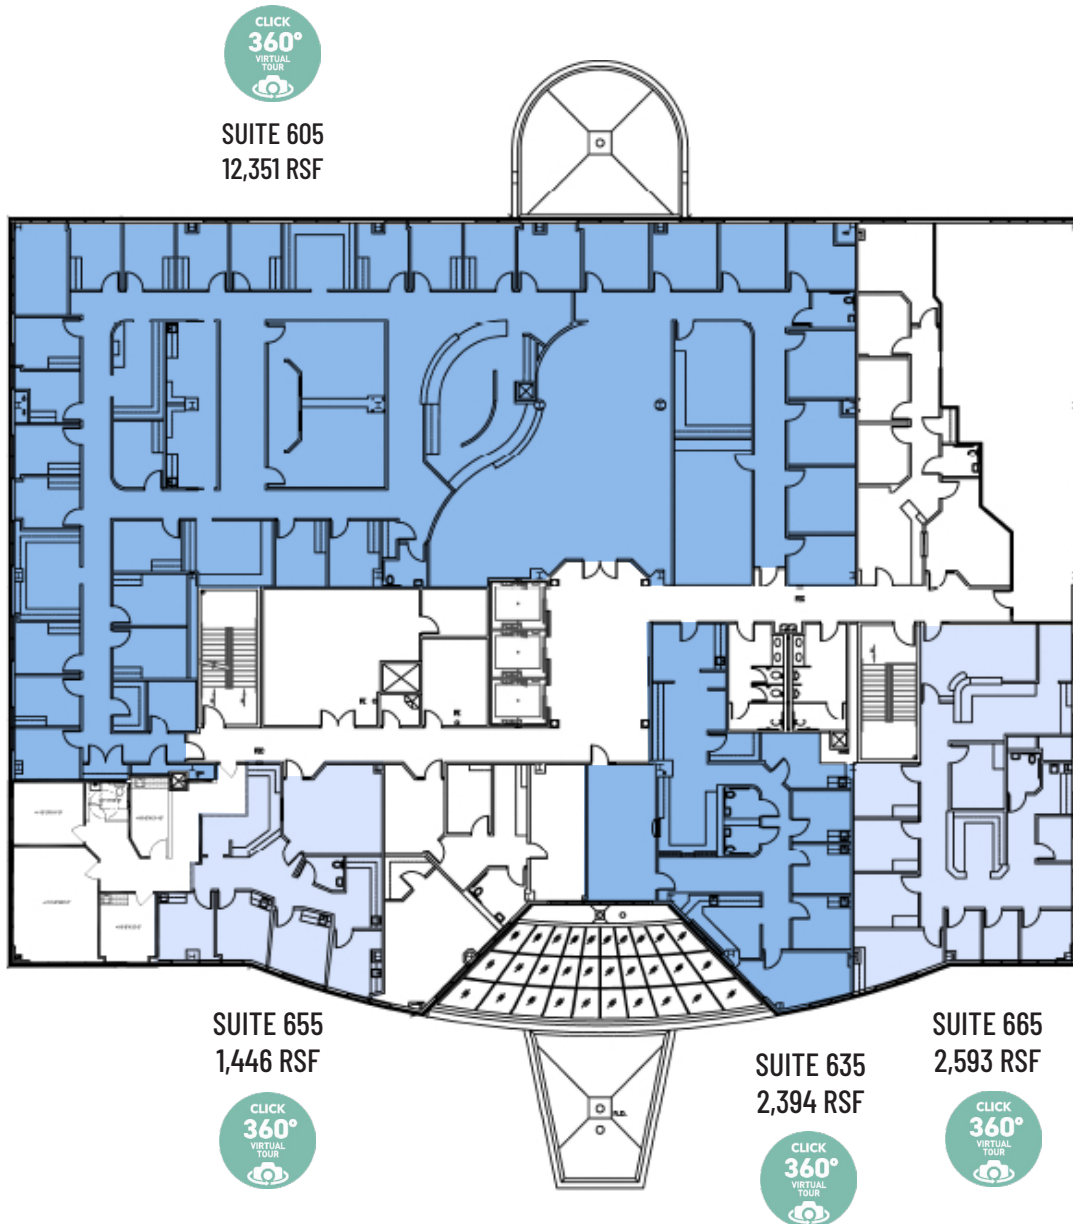 CLICK
360°
VIRTUAL
TOUR
SUITE 605
12,351 RSF
SUITE 655
1,446 RSF
CLICK
360°
VIRTUAL
TOUR
R.D.
SUITE 635
2,394 RSF
CLICK
360°
VIRTUAL
TOUR
SUITE 665
2,593 RSF
CLICK
360°
VIRTUAL
TOUR